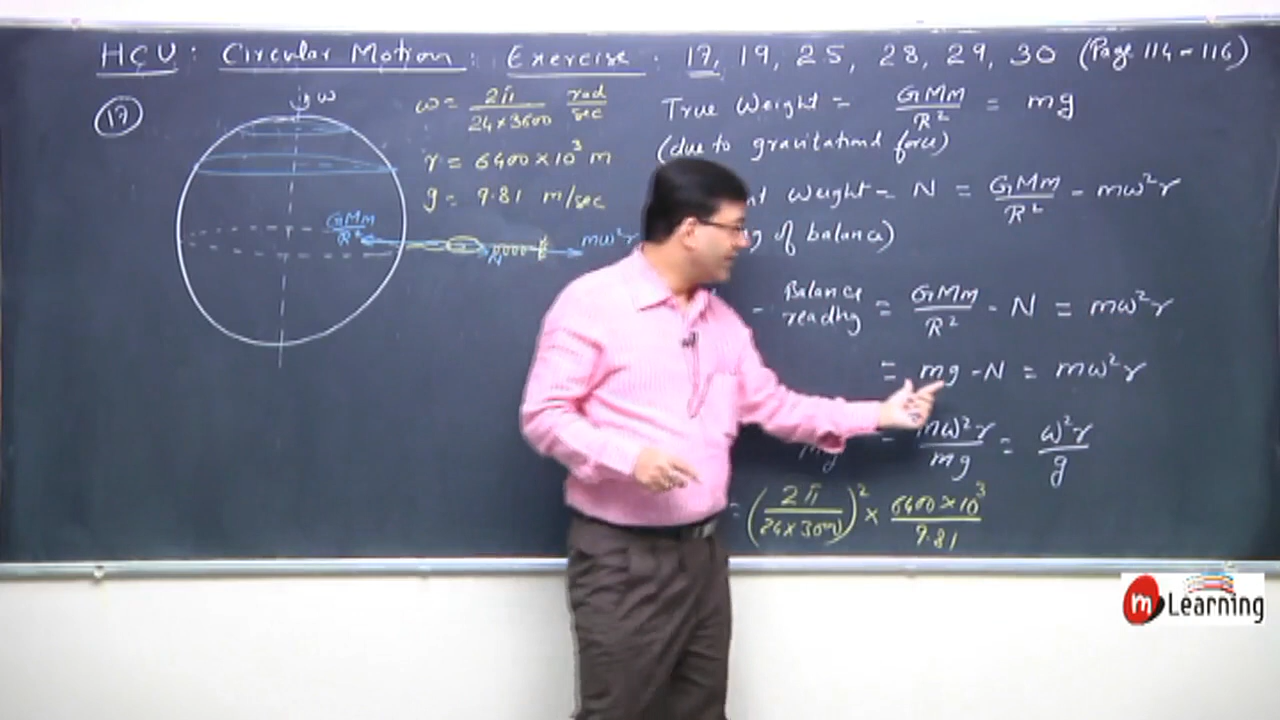 HCU : Circular Motion : Exercise : 17, 19, 25, 28, 29, 30 (Page 114 - 116)
17
ω
ω = 2π / 24×3600 rad/sec
r = 6400 × 10³ m
g = 9.81 m/sec
GMm/R²
N
mω²r
True Weight = GMm/R² = mg
(due to gravitational force)
Weight = N = GMm/R² - mω²r
of balance)
- Balance reading = GMm/R² - N = mω²r
= mg - N = mω²r
mg = mω²r/mg = ω²r/g
= (2π / 24×3600)² × 6400×10³ / 9.81
m Learning